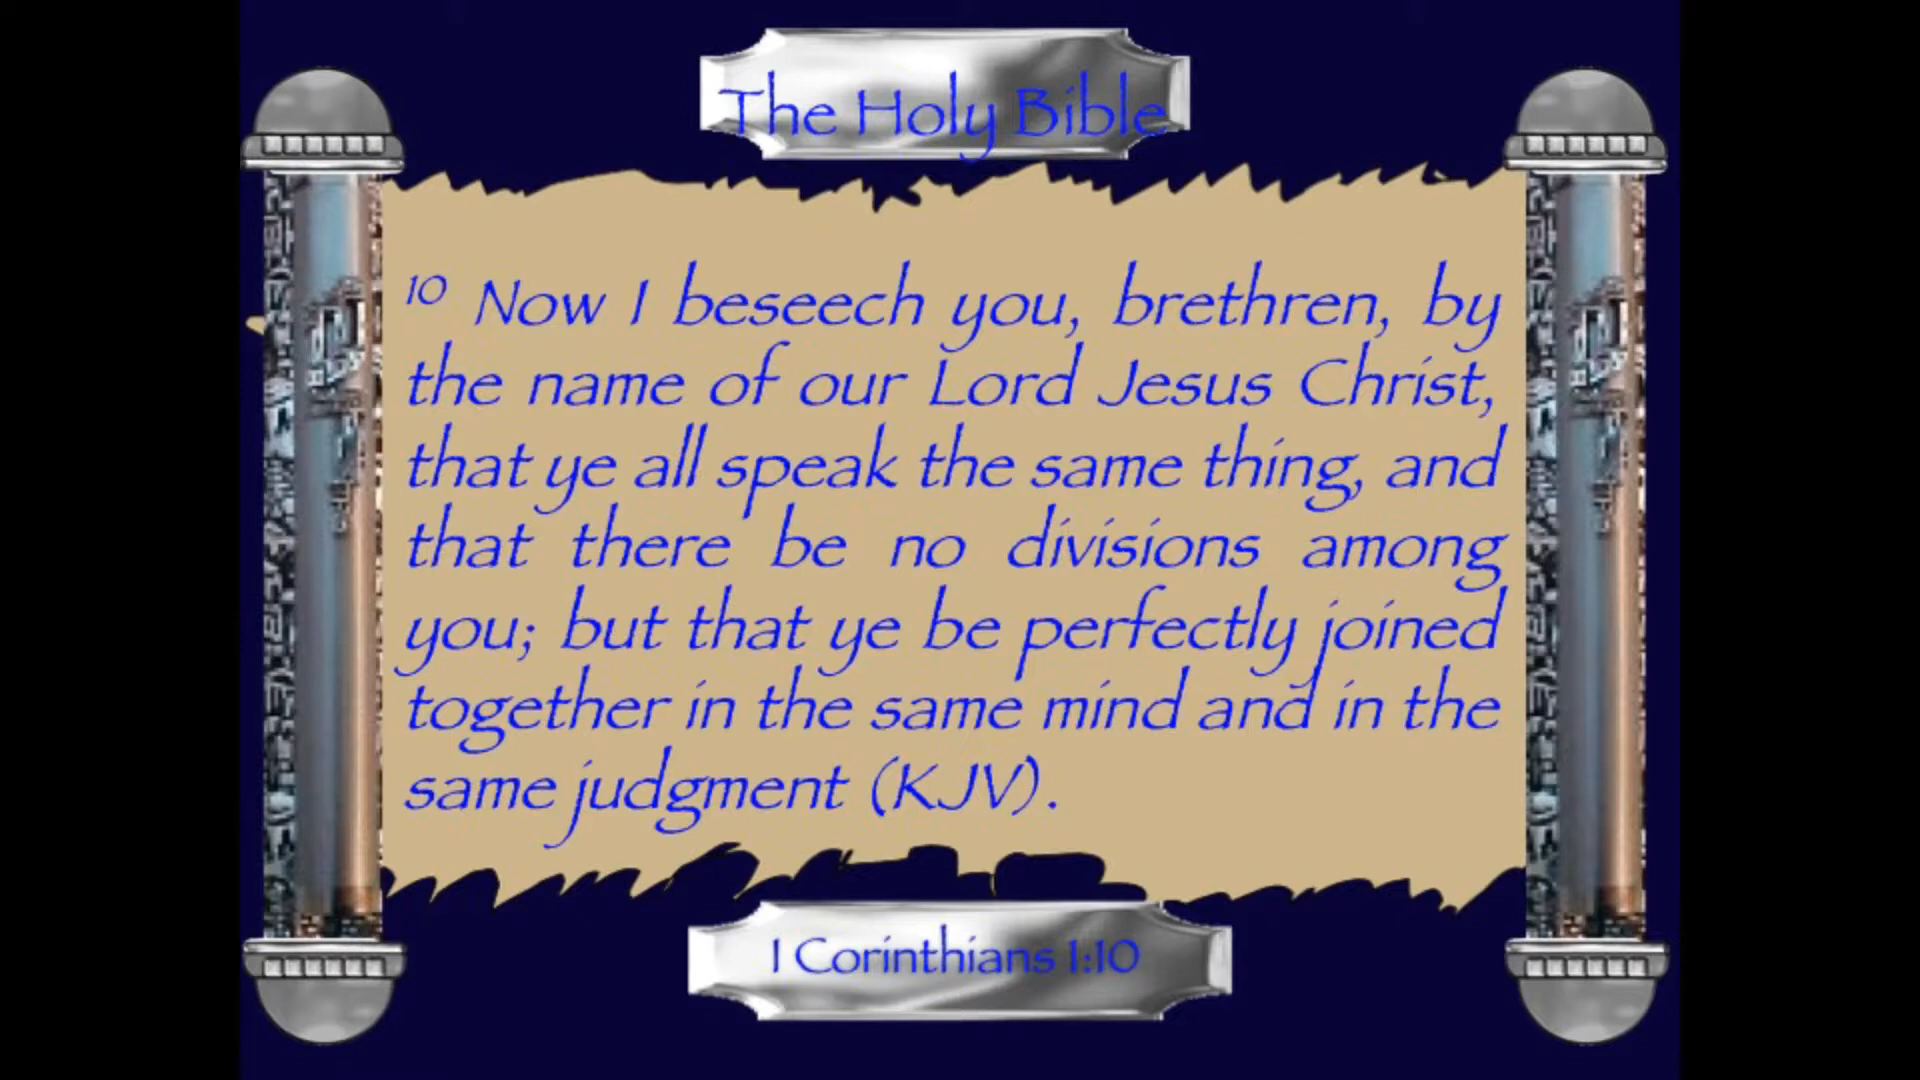 The Holy Bible
10 Now I beseech you, brethren, by
the name of our Lord Jesus Christ,
that ye all speak the same thing, and
that there be no divisions among
you; but that ye be perfectly joined
together in the same mind and in the
same judgment (KJV).
1 Corinthians 1:10